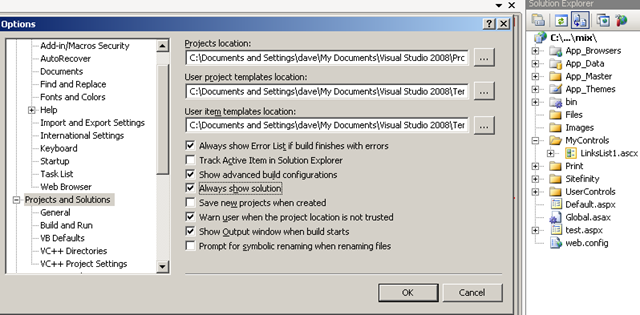 Options
Add-in/Macros Security
AutoRecover
Documents
Find and Replace
Fonts and Colors
Help
Import and Export Settings
International Settings
Keyboard
Startup
Task List
Web Browser
Projects and Solutions
General
Build and Run
VB Defaults
VC++ Directories
VC++ Project Settings
Projects location:
C:\Documents and Settings\dave\My Documents\Visual Studio 2008\Prc
...
User project templates location:
C:\Documents and Settings\dave\My Documents\Visual Studio 2008\Ter
...
User item templates location:
C:\Documents and Settings\dave\My Documents\Visual Studio 2008\Ter
...
Always show Error List if build finishes with errors
Track Active Item in Solution Explorer
Show advanced build configurations
Always show solution
Save new projects when created
Warn user when the project location is not trusted
Show Output window when build starts
Prompt for symbolic renaming when renaming files
OK
Cancel
Solution Explorer
C:\...\mix\
App_Browsers
App_Data
App_Master
App_Themes
bin
Files
Images
MyControls
LinksList1.ascx
Print
Sitefinity
UserControls
Default.aspx
Global.asax
test.aspx
web.config